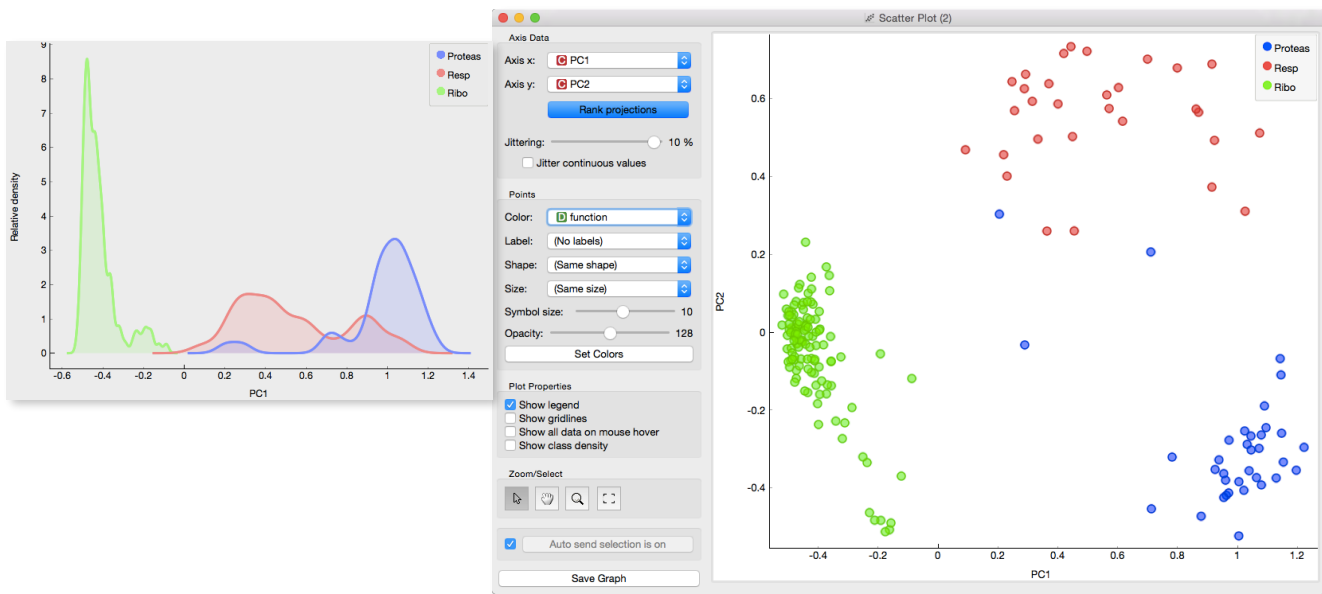 9
8
7
6
5
4
3
2
1
0
Relative density
-0.6
-0.4
-0.2
0
0.2
0.4
0.6
0.8
1
1.2
1.4
PC1
Proteas
Resp
Ribo
Scatter Plot (2)
Axis Data
Axis x: C PC1
Axis y: C PC2
Rank projections
Jittering: 10 %
Jitter continuous values
Points
Color: D function
Label: (No labels)
Shape: (Same shape)
Size: (Same size)
Symbol size: 10
Opacity: 128
Set Colors
Plot Properties
Show legend
Show gridlines
Show all data on mouse hover
Show class density
Zoom/Select
Auto send selection is on
Save Graph
0.6
0.4
0.2
0
-0.2
-0.4
PC2
-0.4
-0.2
0
0.2
0.4
0.6
0.8
1
1.2
PC1
Proteas
Resp
Ribo